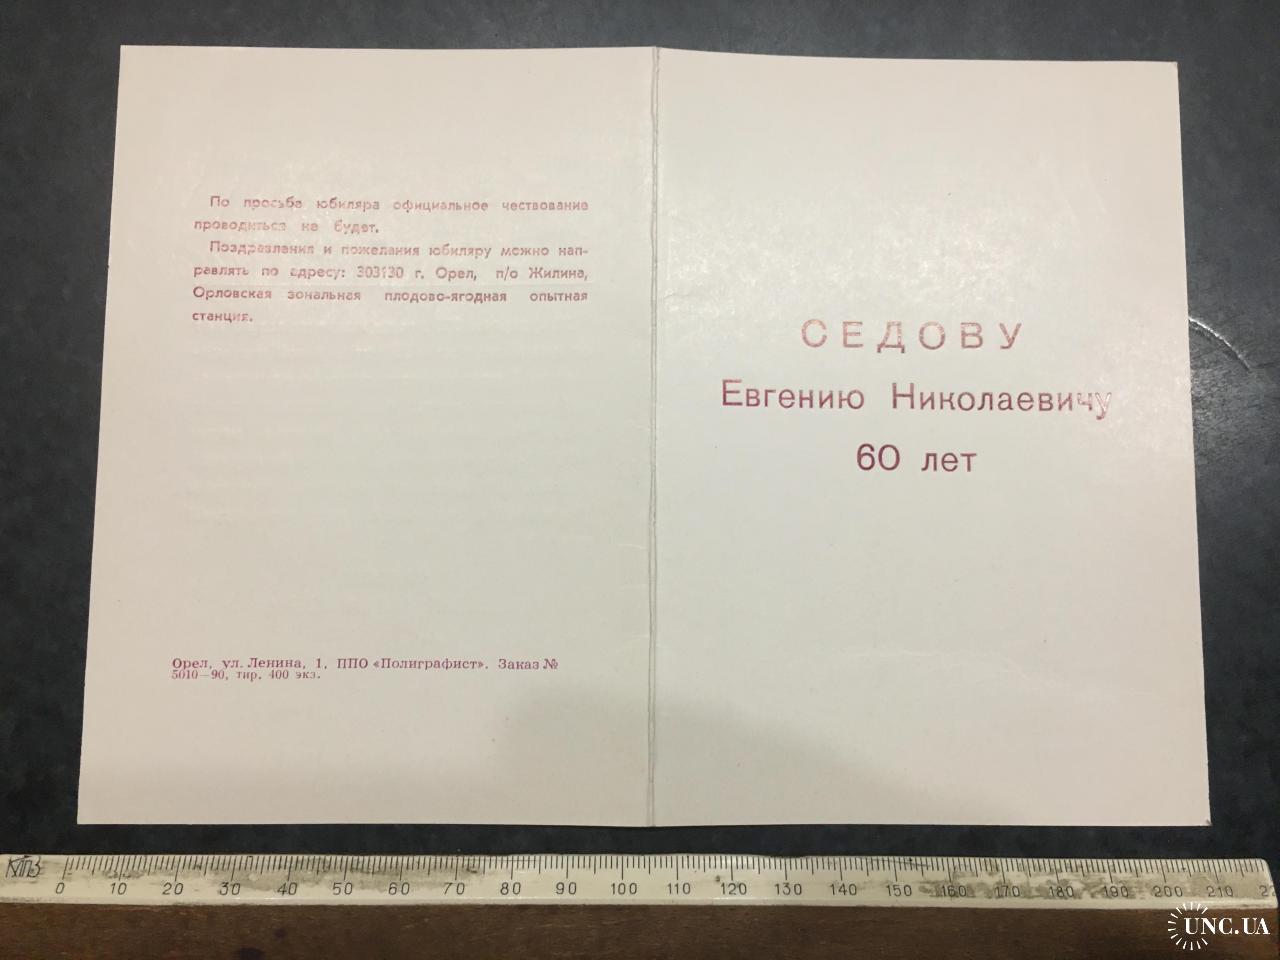 По просьбе юбиляра официальное чествование
проводиться не будет.
Поздравления и пожелания юбиляру можно нап-
равлять по адресу: 303130 г. Орел, п/о Жилина,
Орловская зональная плодово-ягодная опытная
станция.
Орел, ул. Ленина, 1, ППО «Полиграфист». Заказ №
5010—90, тир. 400 экз.
СЕДОВУ
Евгению Николаевичу
60 лет
0 10 20 30 40 50 60 70 80 90 100 110 120 130 140 150 160 170 180 190 200 210
UNC.UA